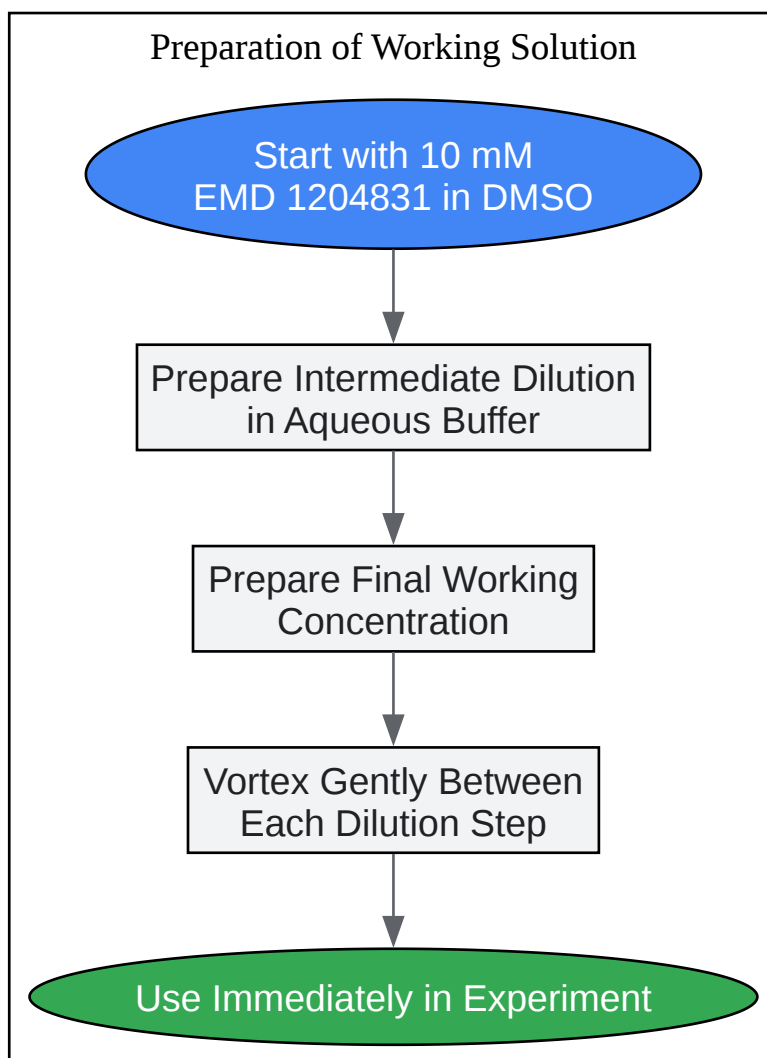 Preparation of Working Solution
Start with 10 mM
EMD 1204831 in DMSO
Prepare Intermediate Dilution
in Aqueous Buffer
Prepare Final Working
Concentration
Vortex Gently Between
Each Dilution Step
Use Immediately in Experiment